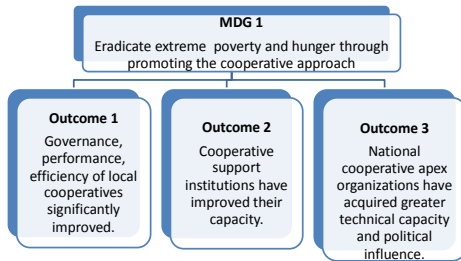 MDG 1
Eradicate extreme poverty and hunger through
promoting the cooperative approach
Outcome 1
Governance,
performance,
efficiency of local
cooperatives
significantly
improved.
Outcome 2
Cooperative
support
institutions have
improved their
capacity.
Outcome 3
National
cooperative apex
organizations have
acquired greater
technical capacity
and political
influence.